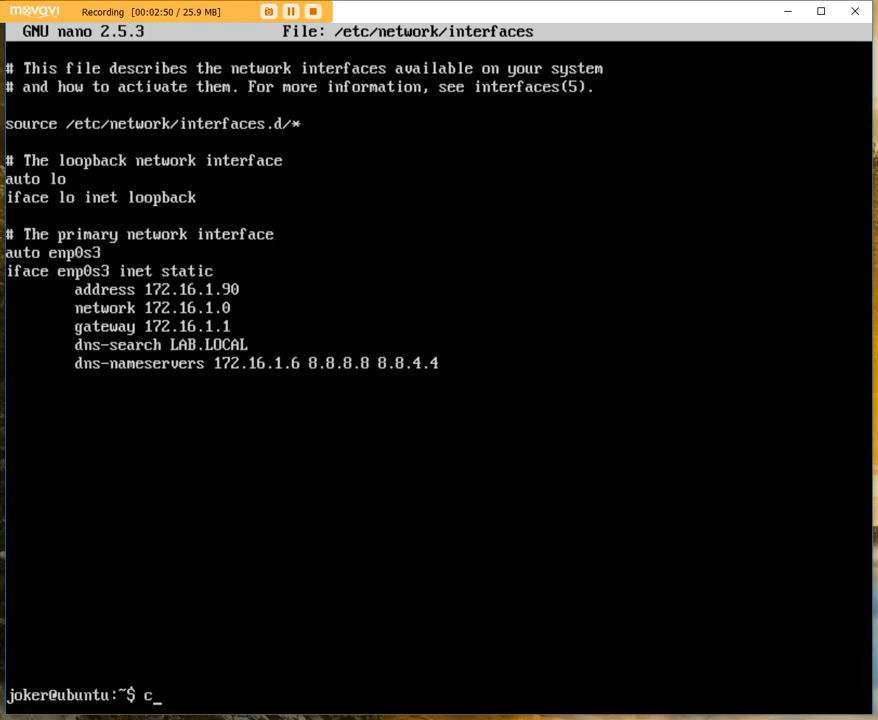 movavi Recording [00:02:50 / 25.9 MB]
GNU nano 2.5.3 File: /etc/network/interfaces
# This file describes the network interfaces available on your system
# and how to activate them. For more information, see interfaces(5).
source /etc/network/interfaces.d/*
# The loopback network interface
auto lo
iface lo inet loopback
# The primary network interface
auto enp0s3
iface enp0s3 inet static
address 172.16.1.90
network 172.16.1.0
gateway 172.16.1.1
dns-search LAB.LOCAL
dns-nameservers 172.16.1.6 8.8.8.8 8.8.4.4
joker@ubuntu:~$ c_